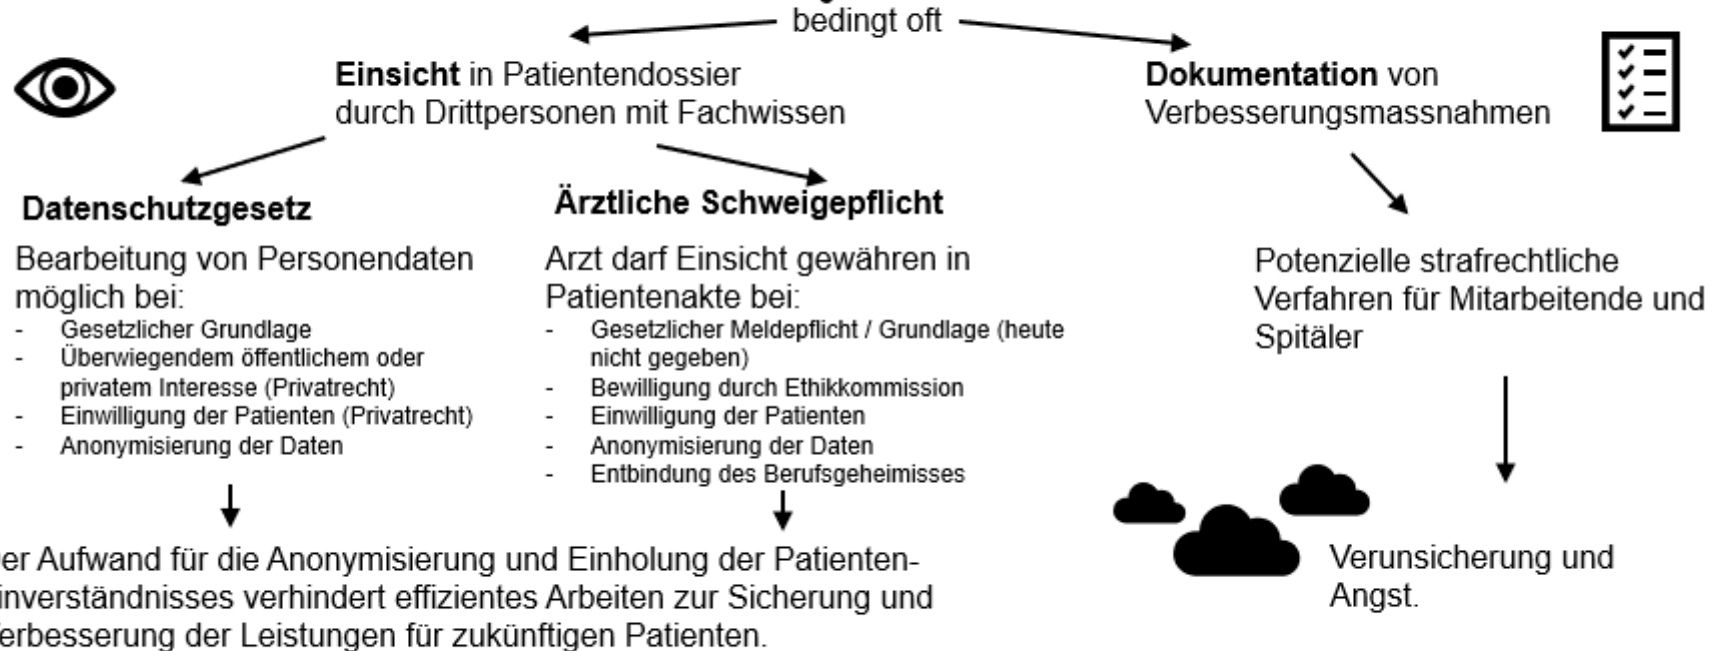 bedingt oft
Einsicht in Patientendossier
durch Drittpersonen mit Fachwissen
Dokumentation von
Verbesserungsmassnahmen
Datenschutzgesetz
Bearbeitung von Personendaten
möglich bei:
- Gesetzlicher Grundlage
- Überwiegendem öffentlichem oder
privatem Interesse (Privatrecht)
- Einwilligung der Patienten (Privatrecht)
- Anonymisierung der Daten
Ärztliche Schweigepflicht
Arzt darf Einsicht gewähren in
Patientenakte bei:
- Gesetzlicher Meldepflicht / Grundlage (heute
nicht gegeben)
- Bewilligung durch Ethikkommission
- Einwilligung der Patienten
- Anonymisierung der Daten
- Entbindung des Berufsgeheimisses
Potenzielle strafrechtliche
Verfahren für Mitarbeitende und
Spitäler
er Aufwand für die Anonymisierung und Einholung der Patienten-
inverständnisses verhindert effizientes Arbeiten zur Sicherung und
erbesserung der Leistungen für zukünftigen Patienten.
Verunsicherung und
Angst.